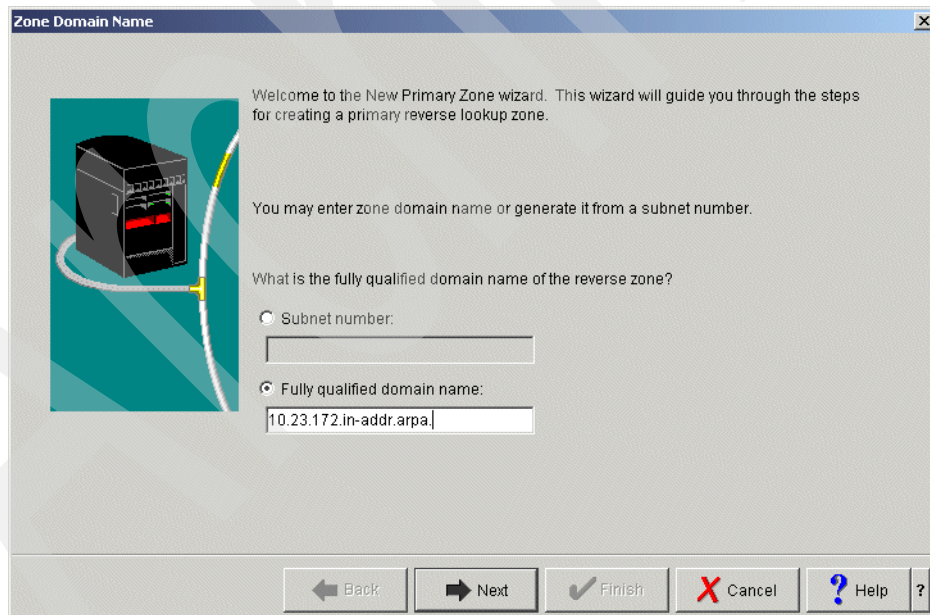 Zone Domain Name
Welcome to the New Primary Zone wizard. This wizard will guide you through the steps
for creating a primary reverse lookup zone.
You may enter zone domain name or generate it from a subnet number.
What is the fully qualified domain name of the reverse zone?
Subnet number:
Fully qualified domain name:
10.23.172.in-addr.arpa.
Back
Next
Finish
Cancel
? Help
?